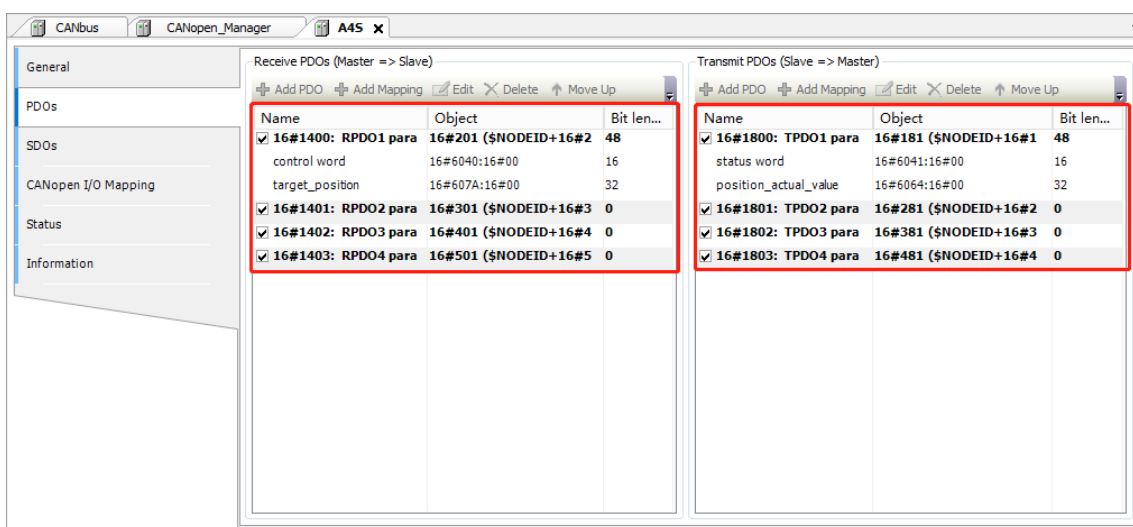 CANbus CANopen_Manager A4S
General
PDOs
SDOs
CANopen I/O Mapping
Status
Information
Receive PDOs (Master => Slave)
Add PDO Add Mapping Edit Delete Move Up
Name Object Bit len...
16#1400: RPDO1 para 16#201 ($NODEID+16#2 48
control word 16#6040:16#00 16
target_position 16#607A:16#00 32
16#1401: RPDO2 para 16#301 ($NODEID+16#3 0
16#1402: RPDO3 para 16#401 ($NODEID+16#4 0
16#1403: RPDO4 para 16#501 ($NODEID+16#5 0
Transmit PDOs (Slave => Master)
Add PDO Add Mapping Edit Delete Move Up
Name Object Bit len...
16#1800: TPDO1 para 16#181 ($NODEID+16#1 48
status word 16#6041:16#00 16
position_actual_value 16#6064:16#00 32
16#1801: TPDO2 para 16#281 ($NODEID+16#2 0
16#1802: TPDO3 para 16#381 ($NODEID+16#3 0
16#1803: TPDO4 para 16#481 ($NODEID+16#4 0